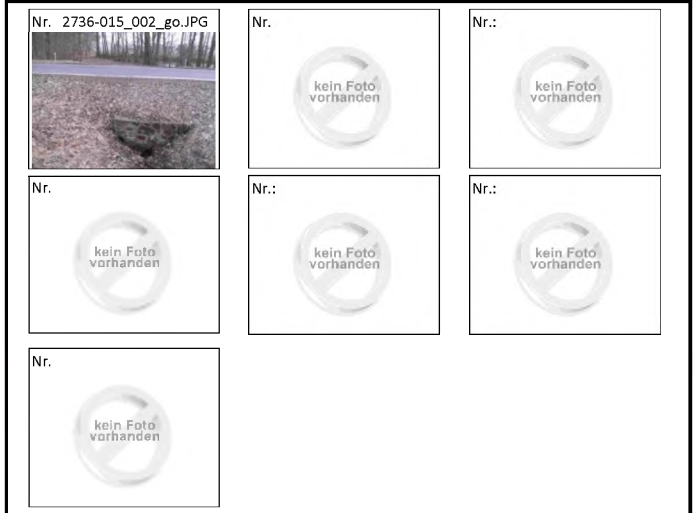 Nr. 2736-015_002_go.JPG
Nr.
Nr.:
kein Foto
vorhanden
kein Foto
vorhanden
Nr.
Nr.:
Nr.:
kein Foto
vorhanden
kein Foto
vorhanden
kein Foto
vorhanden
Nr.
kein Foto
vorhanden